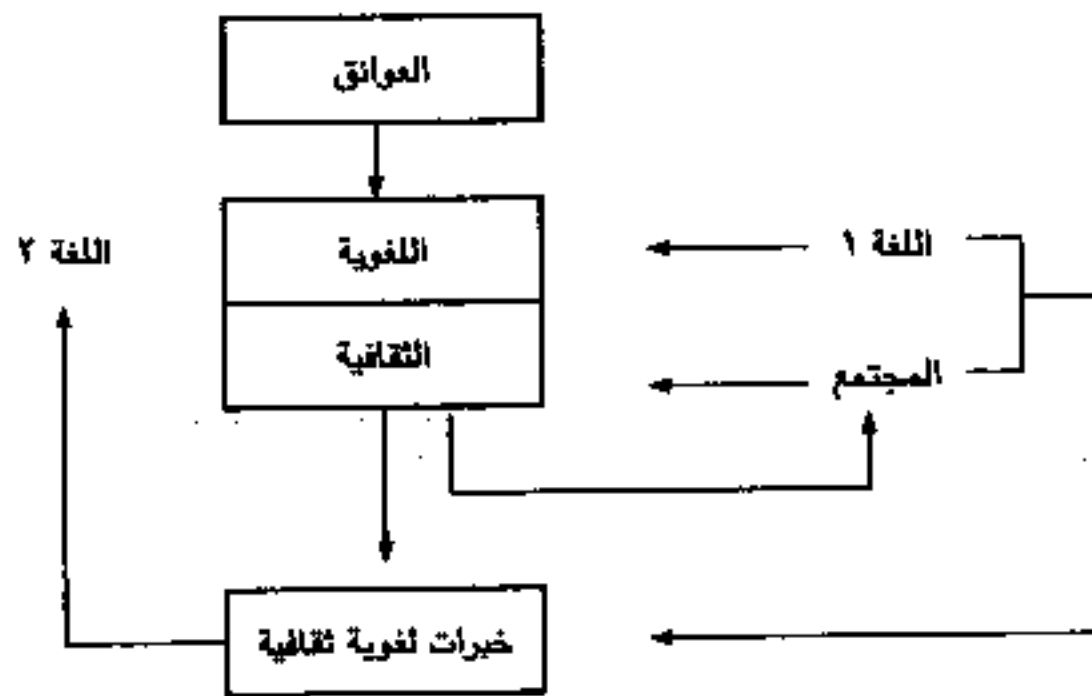 العوائق
اللغة ١
اللغوية
اللغة ٢
المجتمع
الثقافية
خبرات لغوية ثقافية